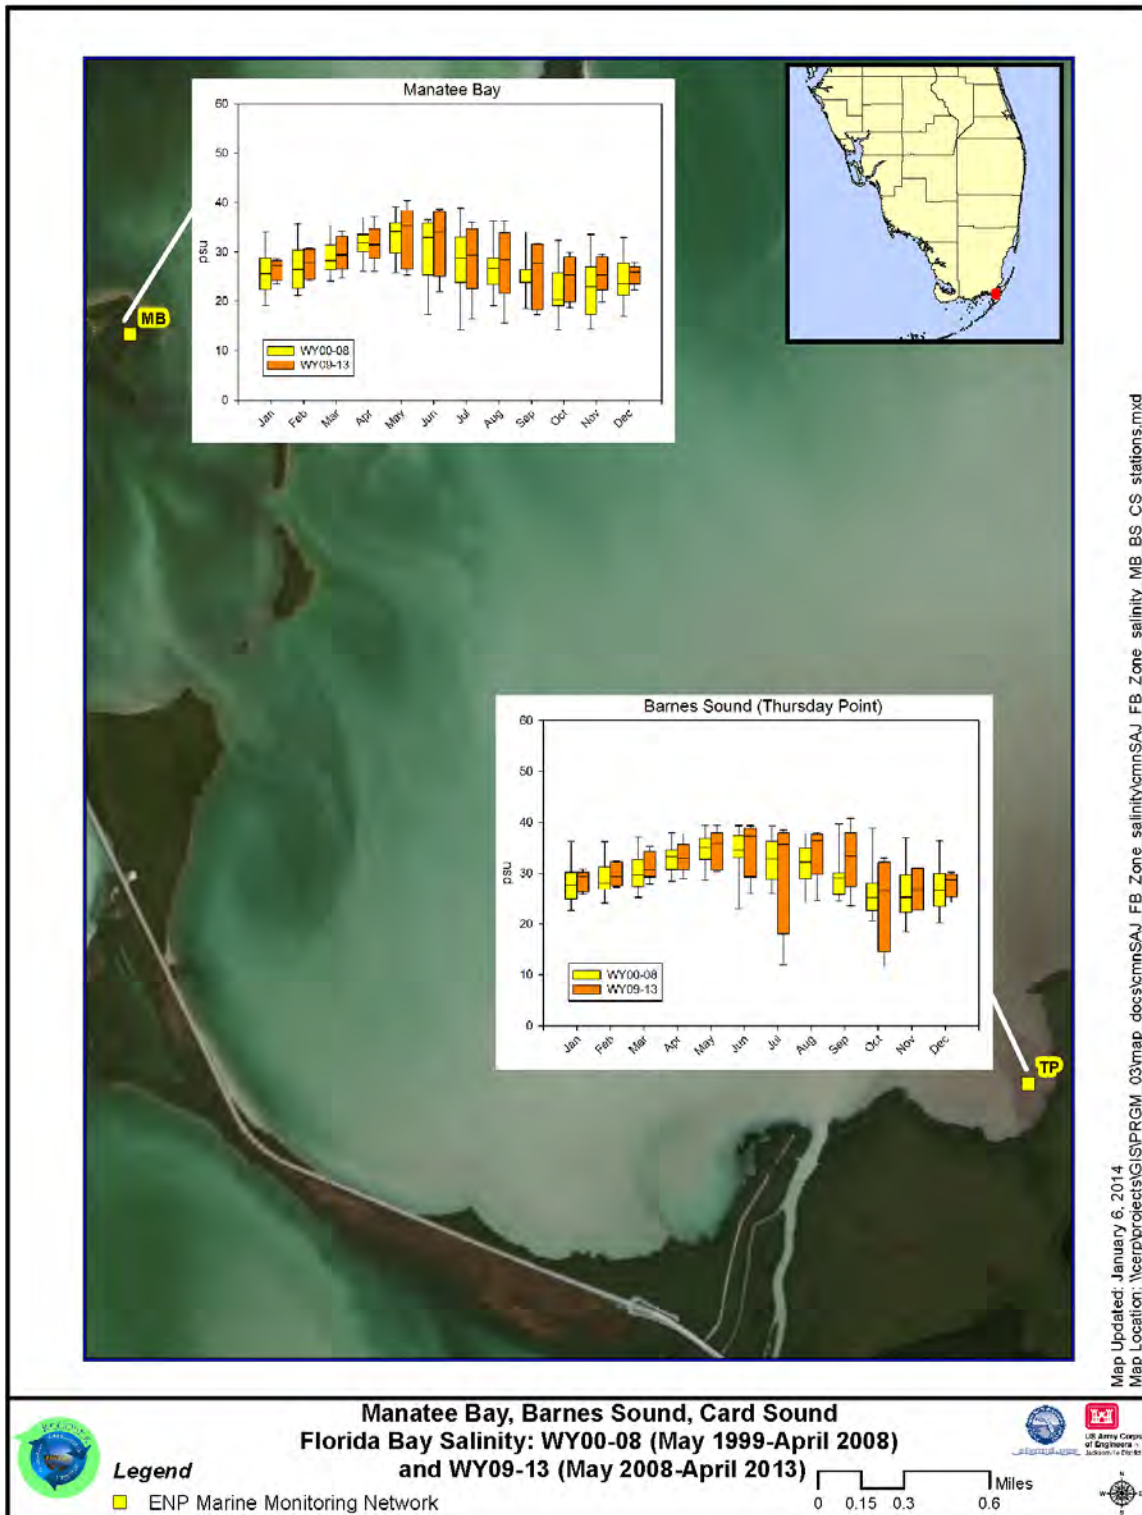 Manatee Bay
60
50
40
30
20
10
0
psu
WY00-08
WY09-13
Jan Feb Mar Apr May Jun Jul Aug Sep Oct Nov Dec
MB
Barnes Sound (Thursday Point)
60
50
40
30
20
10
0
psu
WY00-08
WY09-13
Jan Feb Mar Apr May Jun Jul Aug Sep Oct Nov Dec
TP
Map Updated: January 6, 2014
Map Location: \\cerp\projects\GIS\PRGM_03\map_docs\cmnSAJ_FB_Zone_salinity\cmnSAJ_FB_Zone_salinity_MB_BS_CS_stations.mxd
Manatee Bay, Barnes Sound, Card Sound
Florida Bay Salinity: WY00-08 (May 1999-April 2008)
and WY09-13 (May 2008-April 2013)
Legend
ENP Marine Monitoring Network
Miles
0 0.15 0.3 0.6
US Army Corps
of Engineers
Jacksonville District
W E